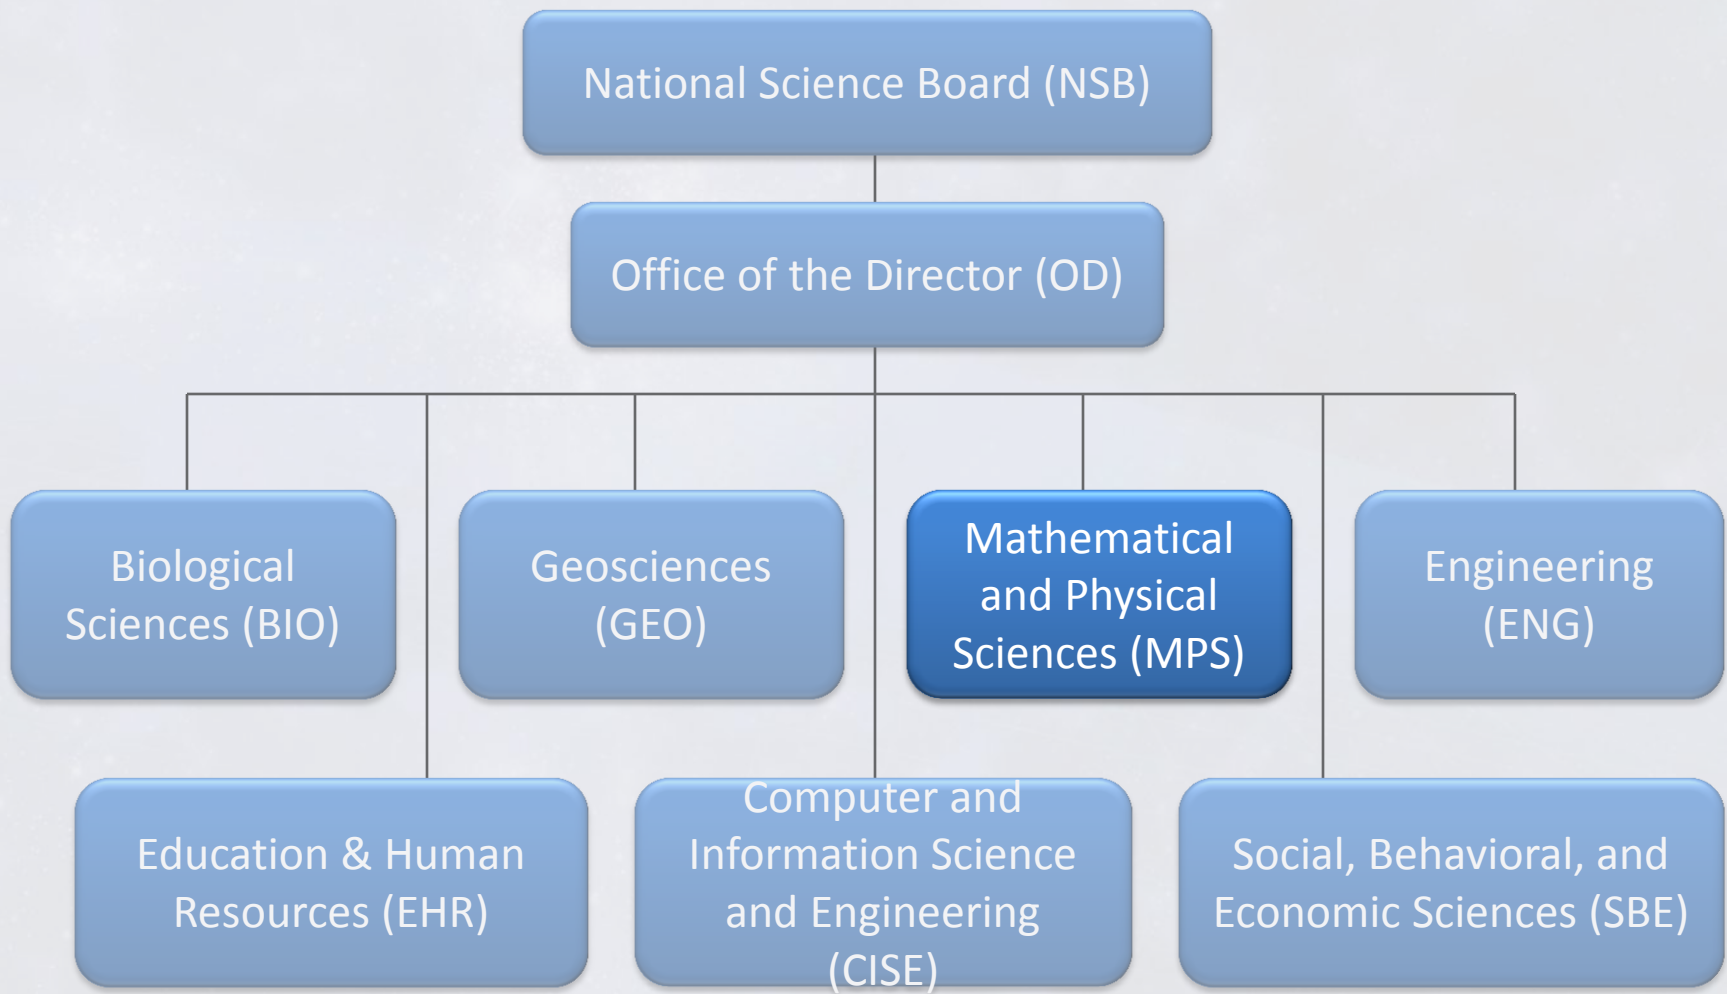 National Science Board (NSB)
Office of the Director (OD)
Biological
Sciences (BIO)
Geosciences
(GEO)
Mathematical
and Physical
Sciences (MPS)
Engineering
(ENG)
Education & Human
Resources (EHR)
Computer and
Information Science
and Engineering
(CISE)
Social, Behavioral, and
Economic Sciences (SBE)